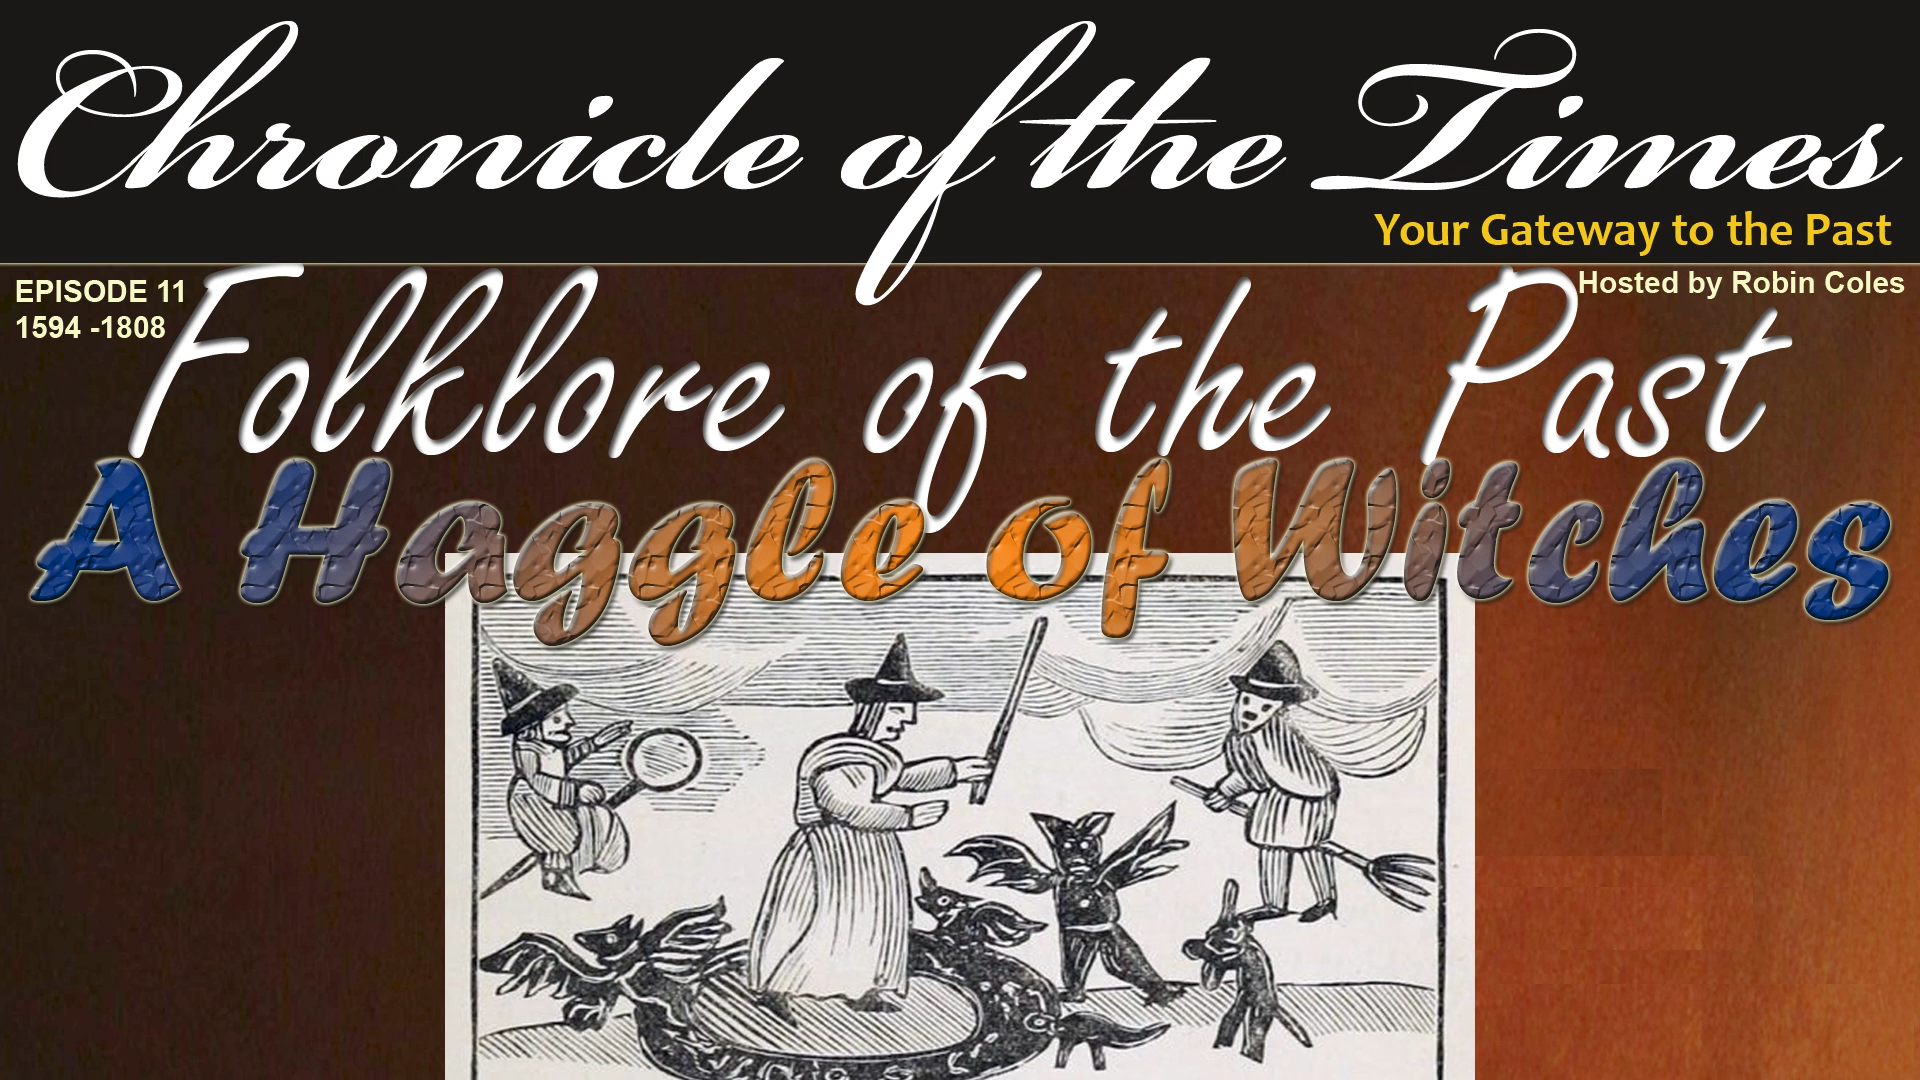 Chronicle of the Times
Your Gateway to the Past
EPISODE 11
1594 -1808
Hosted by Robin Coles
Folklore of the Past
A Haggle of Witches